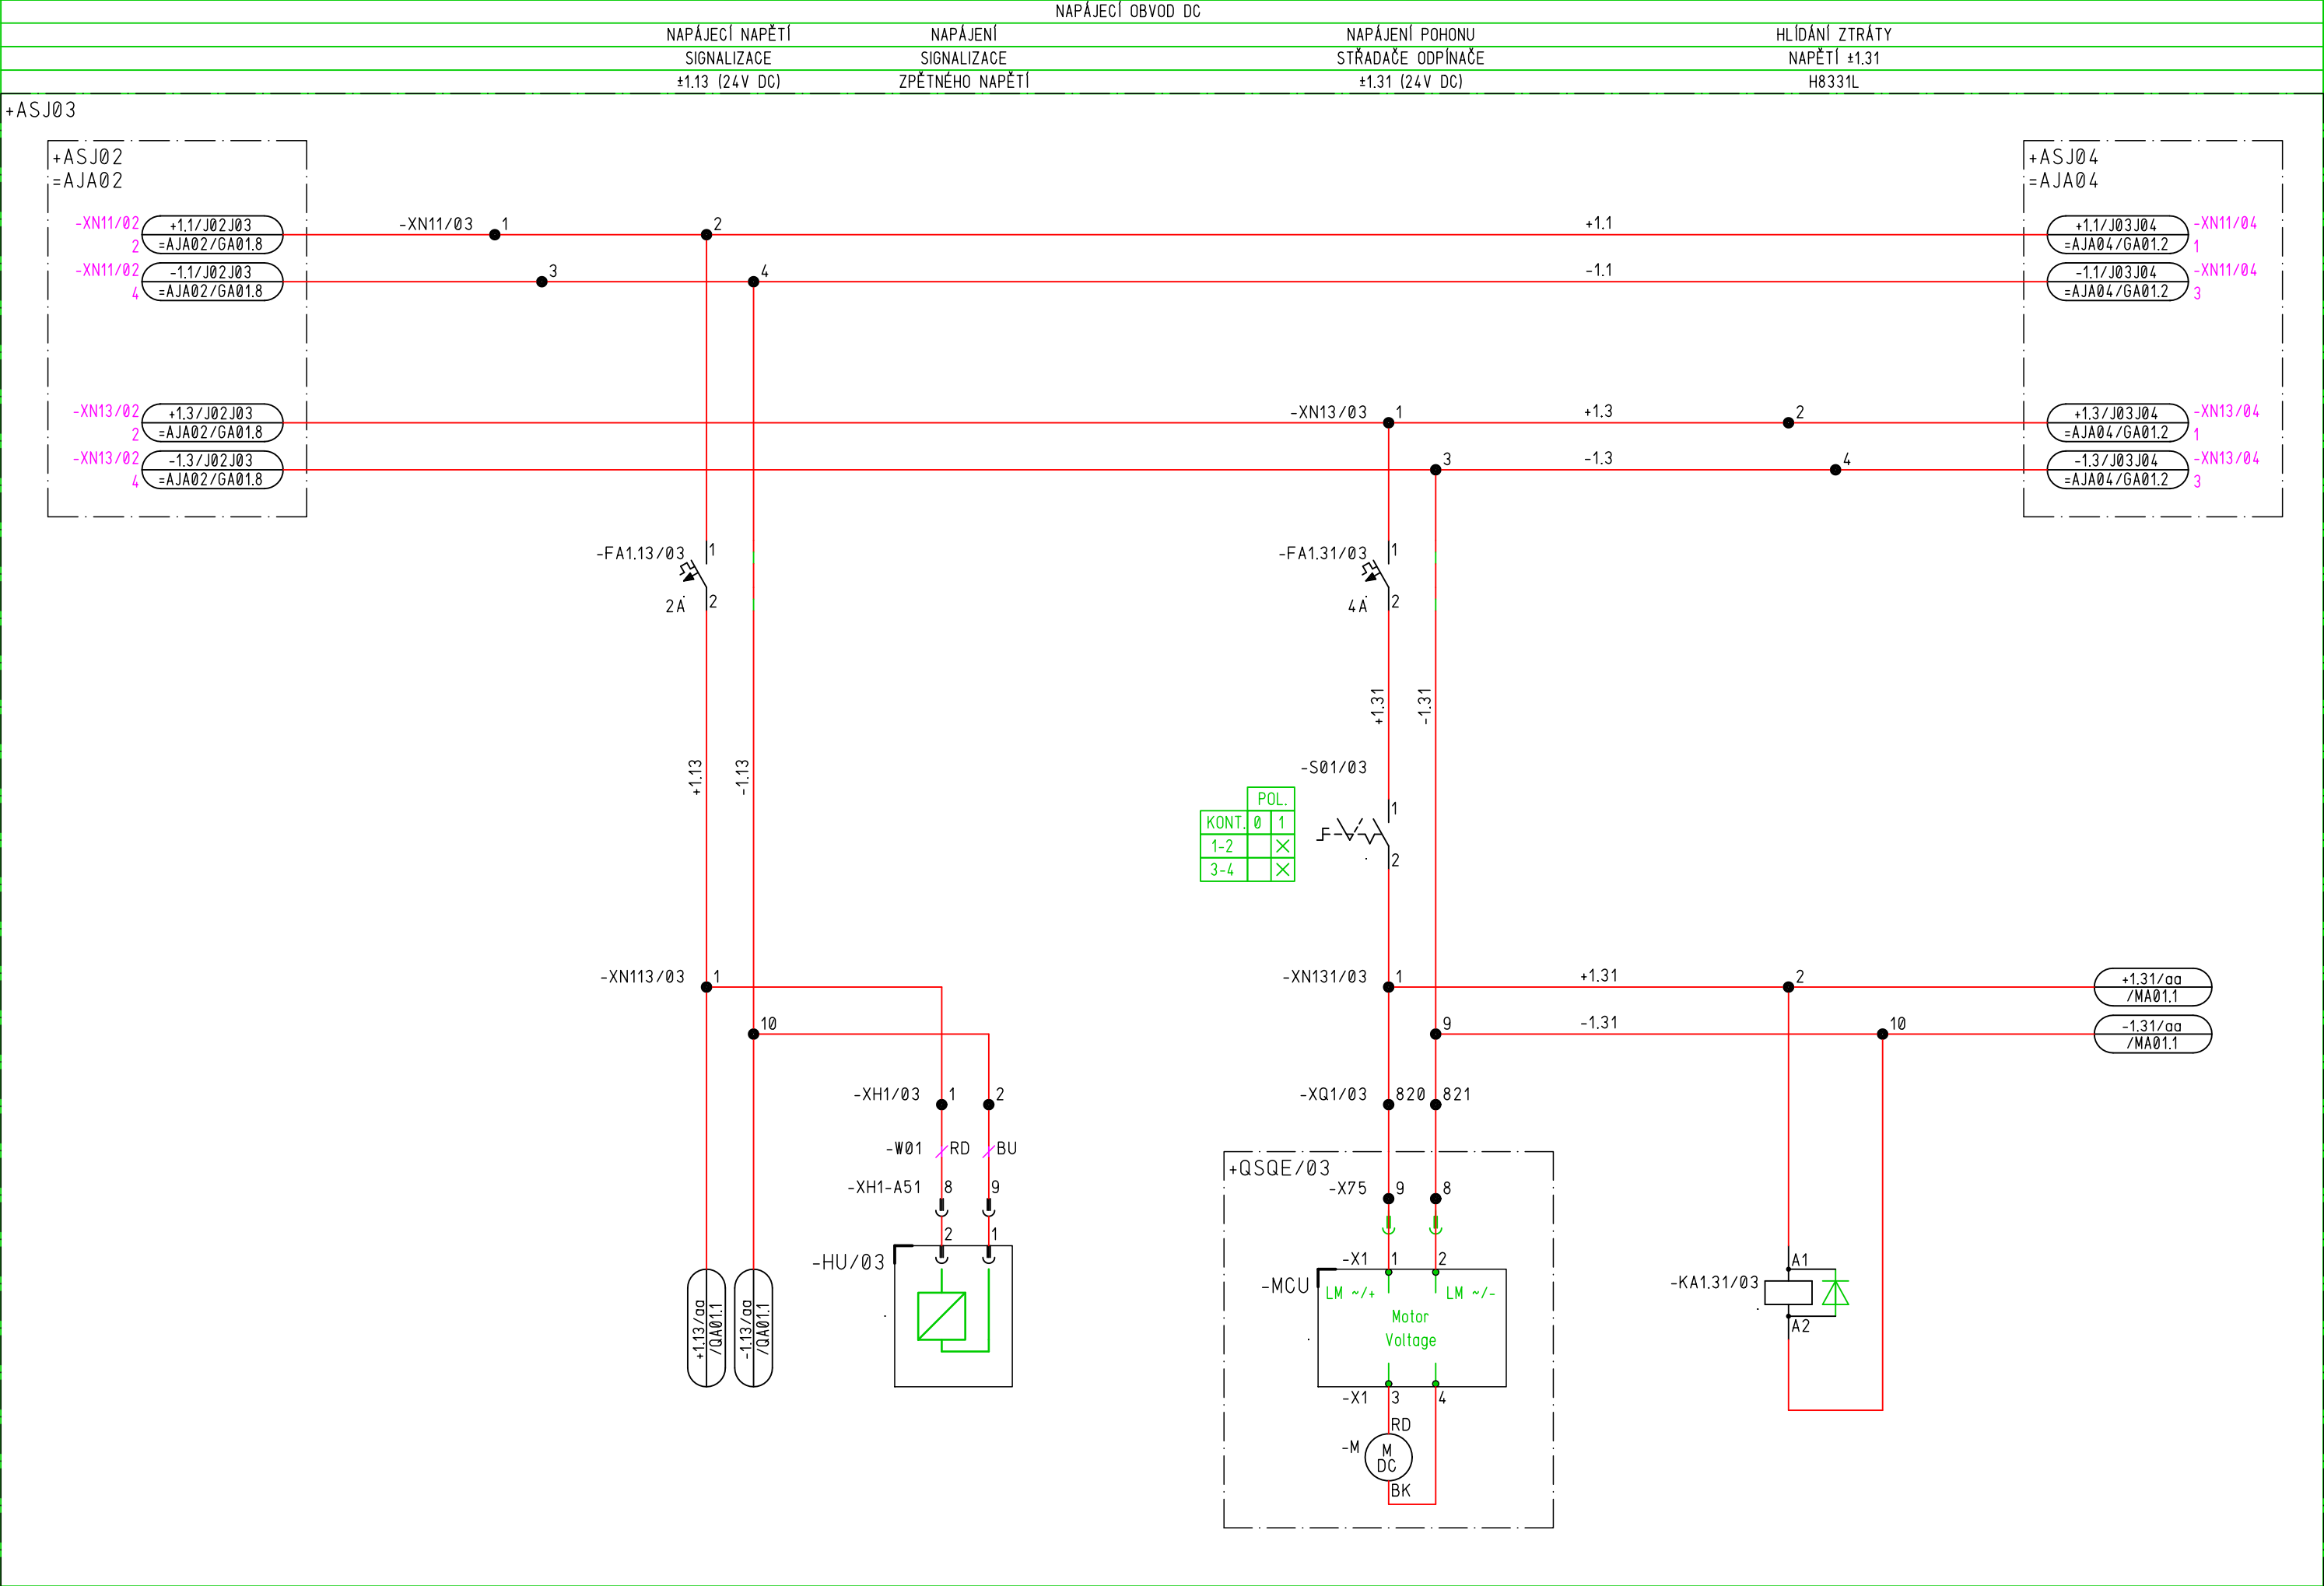 NAPÁJECÍ OBVOD DC
NAPÁJECÍ NAPĚTÍ
SIGNALIZACE
±1.13 (24V DC)
NAPÁJENÍ
SIGNALIZACE
ZPĚTNÉHO NAPĚTÍ
NAPÁJENÍ POHONU
STŘADAČE ODPÍNAČE
±1.31 (24V DC)
HLÍDÁNÍ ZTRÁTY
NAPĚTÍ ±1.31
H8331L
+ASJ03
+ASJ02
=AJA02
+ASJ04
=AJA04
-XN11/02
2
+1.1/J02J03
=AJA02/GA01.8
-XN11/03
1
2
+1.1
+1.1/J03J04
=AJA04/GA01.2
-XN11/04
1
-XN11/02
4
-1.1/J02J03
=AJA02/GA01.8
3
4
-1.1
-1.1/J03J04
=AJA04/GA01.2
-XN11/04
3
-XN13/02
2
+1.3/J02J03
=AJA02/GA01.8
-XN13/03
1
+1.3
2
+1.3/J03J04
=AJA04/GA01.2
-XN13/04
1
-XN13/02
4
-1.3/J02J03
=AJA02/GA01.8
3
-1.3
4
-1.3/J03J04
=AJA04/GA01.2
-XN13/04
3
-FA1.13/03
1
2A
2
-FA1.31/03
1
4A
2
+1.31
-1.31
+1.13
-1.13
-S01/03
1
2
POL.
KONT. 0 1
1-2 X
3-4 X
-XN113/03
1
10
-XN131/03
1
+1.31
2
+1.31/aa
/MA01.1
9
-1.31
10
-1.31/aa
/MA01.1
-XH1/03
1
2
-XQ1/03
820
821
-W01
RD
BU
-XH1-A51
8
9
2
1
-HU/03
+QSQE/03
-X75
9
8
-X1
1
2
-MCU
LM ~/+
LM ~/-
Motor
Voltage
-X1
3
4
RD
-M
M
DC
BK
-KA1.31/03
A1
A2
+1.13/aa
/QA01.1
-1.13/aa
/QA01.1